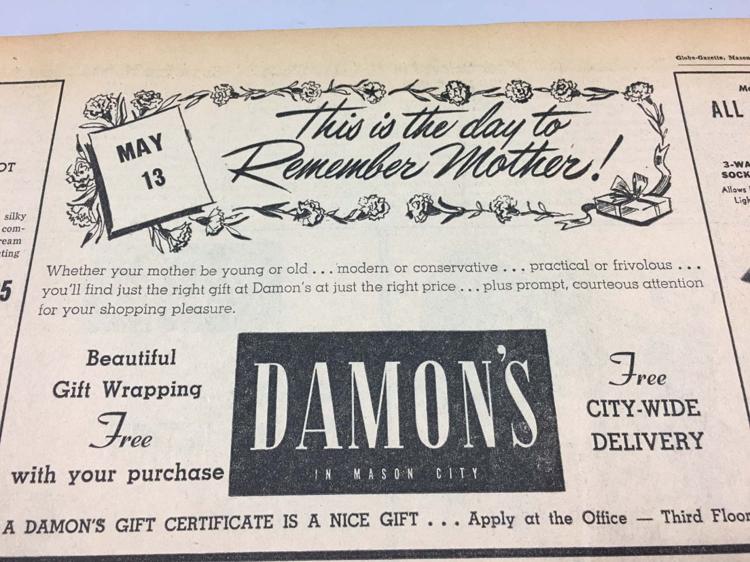 Globe-Gazette, Mason
MAY
13
This is the day to
Remember Mother!
Whether your mother be young or old . . . modern or conservative . . . practical or frivolous . . .
you'll find just the right gift at Damon's at just the right price . . . plus prompt, courteous attention
for your shopping pleasure.
Beautiful
Gift Wrapping
Free
with your purchase
DAMON'S
IN MASON CITY
Free
CITY-WIDE
DELIVERY
A DAMON'S GIFT CERTIFICATE IS A NICE GIFT . . . Apply at the Office — Third Floor
OT
silky
com-
ream
ting
5
ALL
3-WA
SOCK
Allows
Ligh